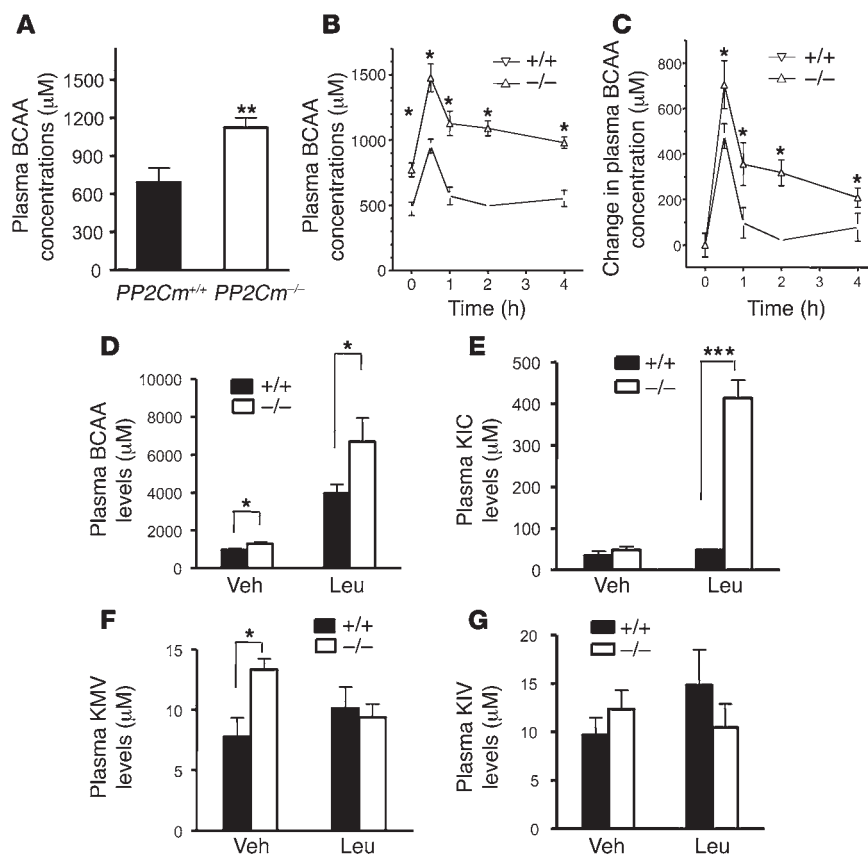 A
Plasma BCAA
concentrations (μM)
1500
1200
900
600
300
0
**
PP2Cm+/+ PP2Cm−/−
B
Plasma BCAA
concentrations (μM)
1500
1000
500
0
+/+
−/−
* * * * *
0 1 2 3 4
Time (h)
C
Change in plasma BCAA
concentration (μM)
800
600
400
200
0
+/+
−/−
* * * *
0 1 2 3 4
Time (h)
D
Plasma BCAA
levels (μM)
10000
8000
6000
4000
2000
0
+/+
−/−
*
*
Veh Leu
E
Plasma KIC
levels (μM)
500
400
300
200
100
50
0
+/+
−/−
***
Veh Leu
F
Plasma KMV
levels (μM)
15
10
5
0
+/+
−/−
*
Veh Leu
G
Plasma KIV
levels (μM)
20
15
10
5
0
+/+
−/−
Veh Leu